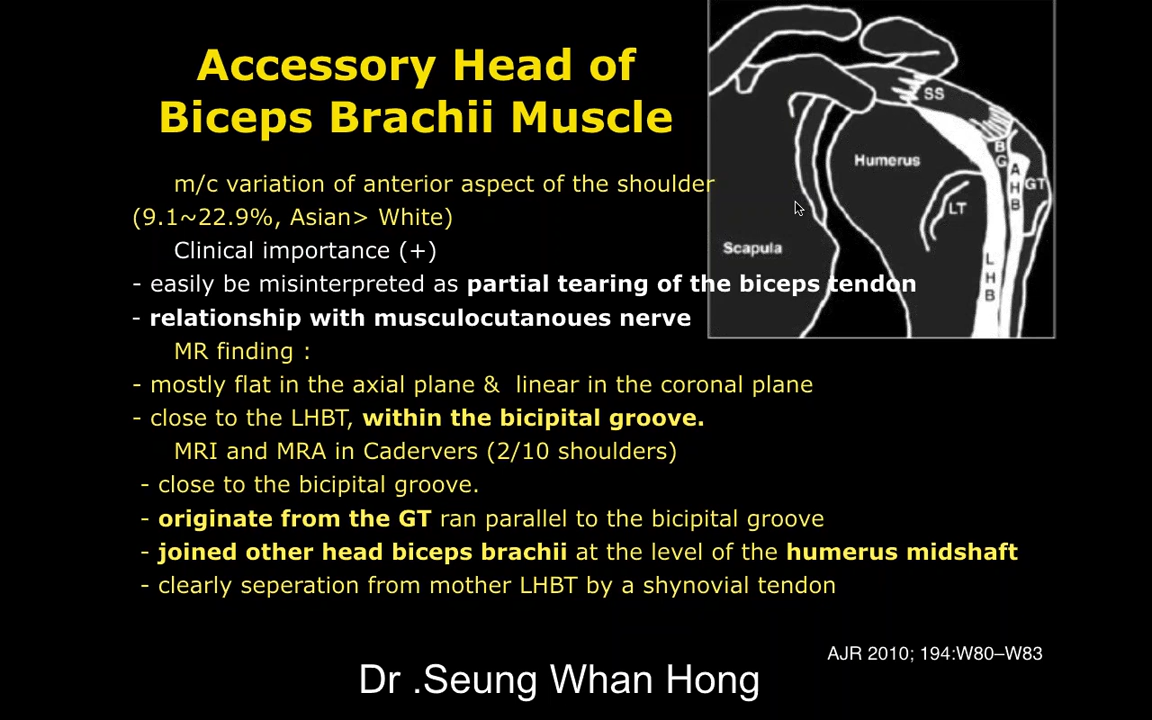 Accessory Head of
Biceps Brachii Muscle
m/c variation of anterior aspect of the shoulder
(9.1~22.9%, Asian> White)
Clinical importance (+)
- easily be misinterpreted as partial tearing of the biceps tendon
- relationship with musculocutanoues nerve
MR finding :
- mostly flat in the axial plane & linear in the coronal plane
- close to the LHBT, within the bicipital groove.
MRI and MRA in Cadervers (2/10 shoulders)
- close to the bicipital groove.
- originate from the GT ran parallel to the bicipital groove
- joined other head biceps brachii at the level of the humerus midshaft
- clearly seperation from mother LHBT by a shynovial tendon
SS
Humerus
BG
AHB
GT
LT
Scapula
LHB
AJR 2010; 194:W80–W83
Dr .Seung Whan Hong